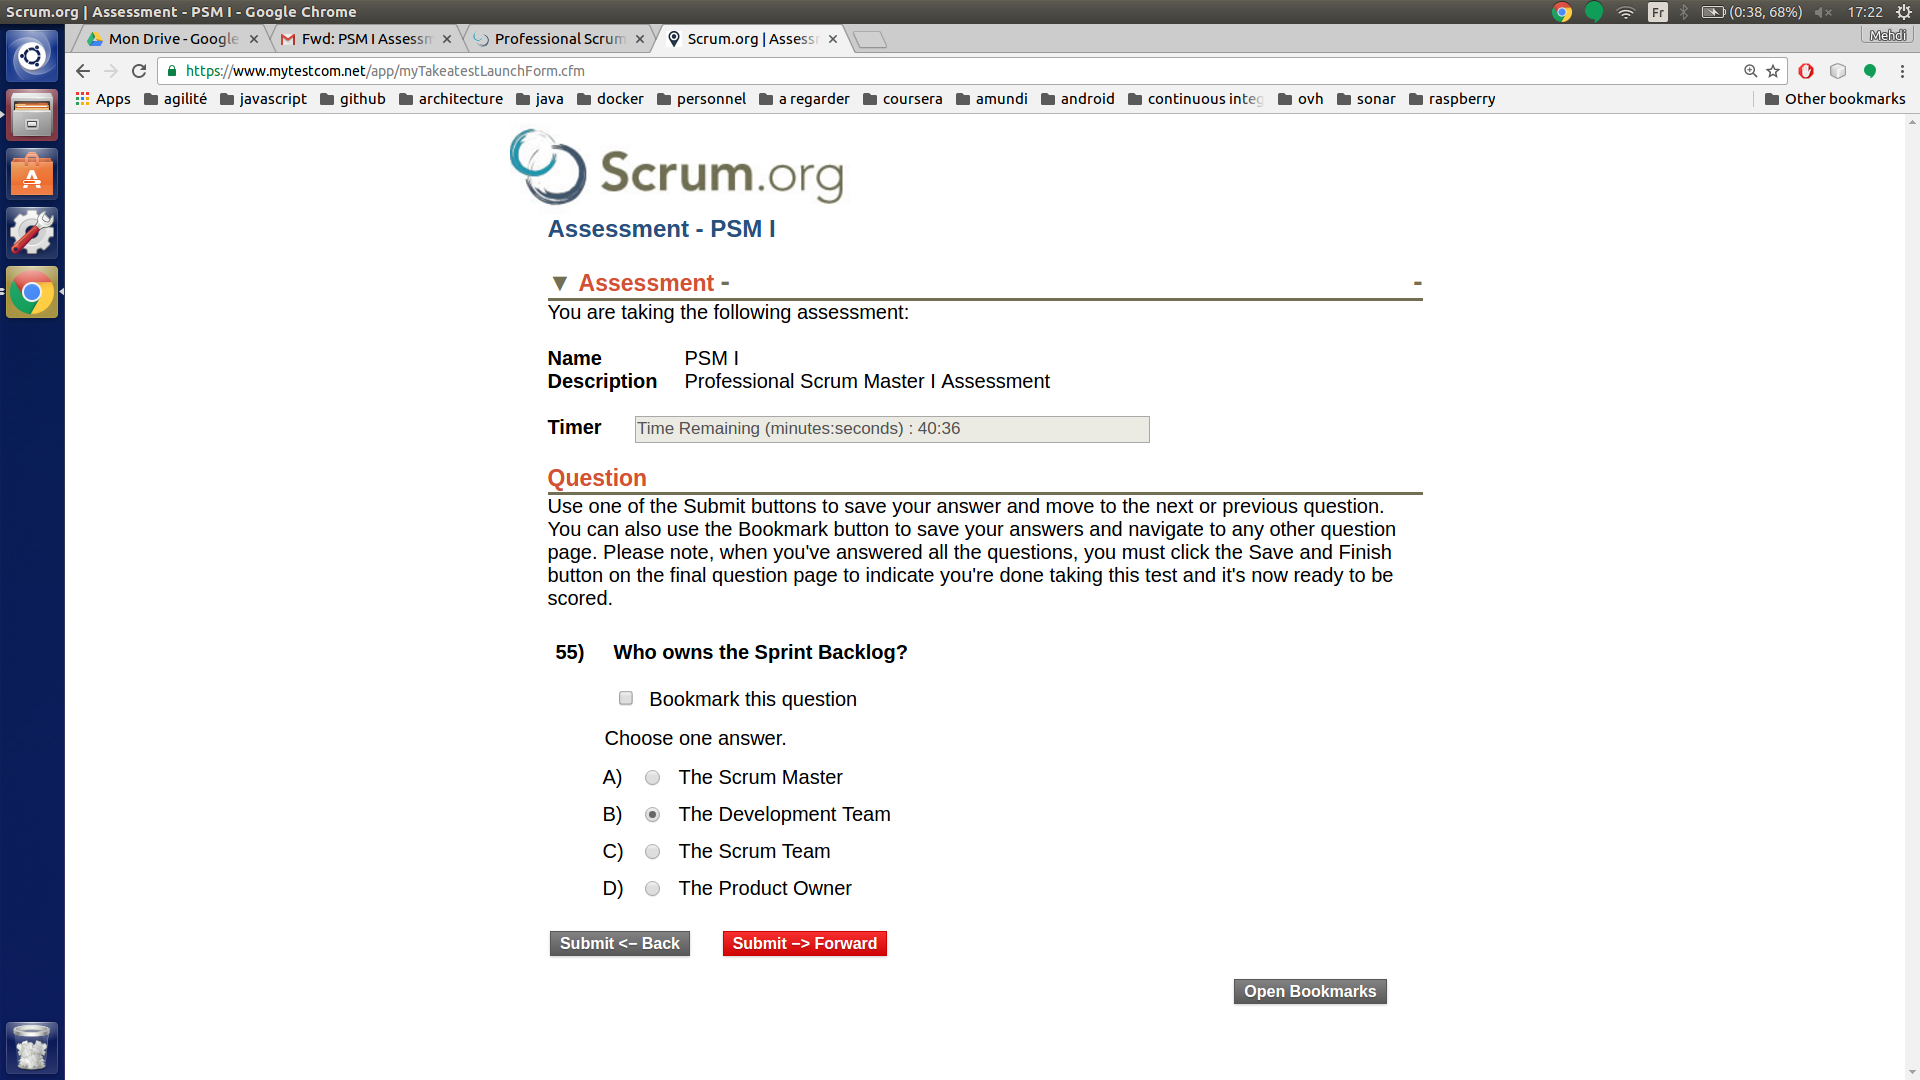 Scrum.org | Assessment - PSM I - Google Chrome
Fr
(0:38, 68%)
17:22
Mon Drive - Google
Fwd: PSM I Assessm
Professional Scrum
Scrum.org | Assessm
Mehdi
https://www.mytestcom.net/app/myTakeatestLaunchForm.cfm
Apps agilité javascript github architecture java docker personnel a regarder coursera amundi android continuous integ ovh sonar raspberry Other bookmarks
Scrum.org
Assessment - PSM I
▼ Assessment - -
You are taking the following assessment:
Name PSM I
Description Professional Scrum Master I Assessment
Timer Time Remaining (minutes:seconds) : 40:36
Question
Use one of the Submit buttons to save your answer and move to the next or previous question.
You can also use the Bookmark button to save your answers and navigate to any other question
page. Please note, when you've answered all the questions, you must click the Save and Finish
button on the final question page to indicate you're done taking this test and it's now ready to be
scored.
55) Who owns the Sprint Backlog?
Bookmark this question
Choose one answer.
A) The Scrum Master
B) The Development Team
C) The Scrum Team
D) The Product Owner
Submit <− Back Submit −> Forward
Open Bookmarks